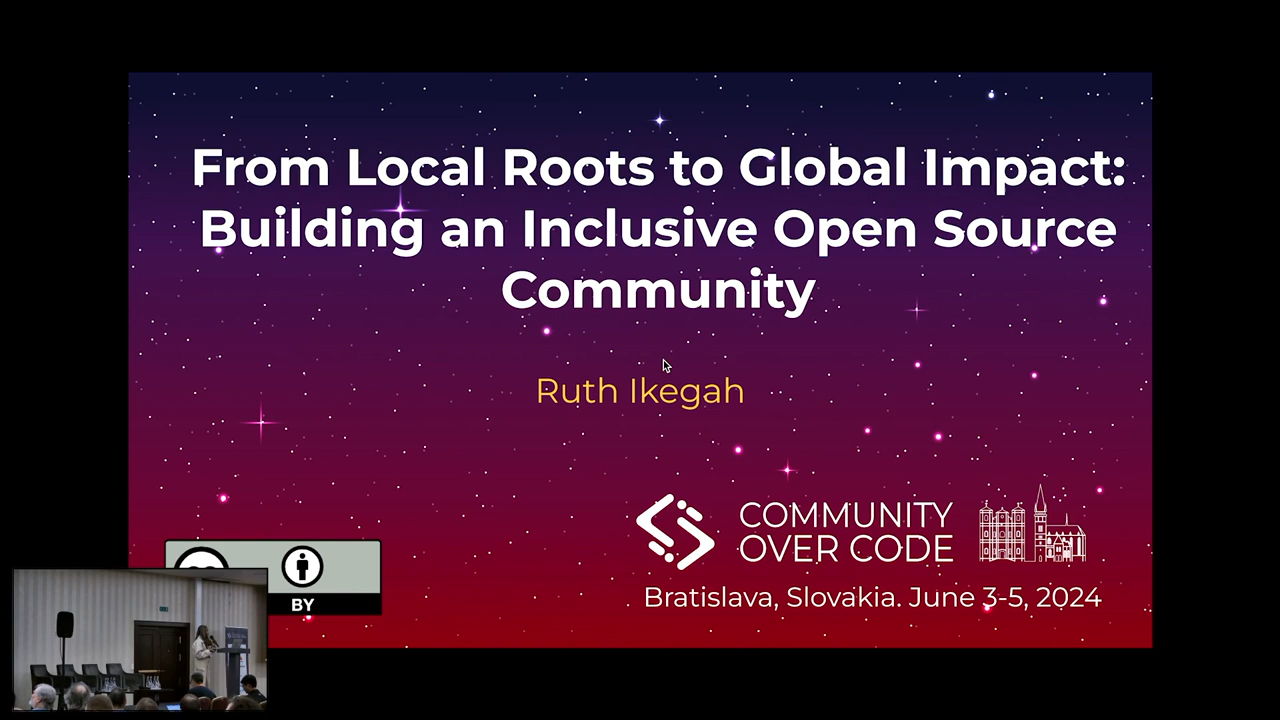 From Local Roots to Global Impact:
Building an Inclusive Open Source
Community
Ruth Ikegah
COMMUNITY
OVER CODE
Bratislava, Slovakia. June 3-5, 2024
BY